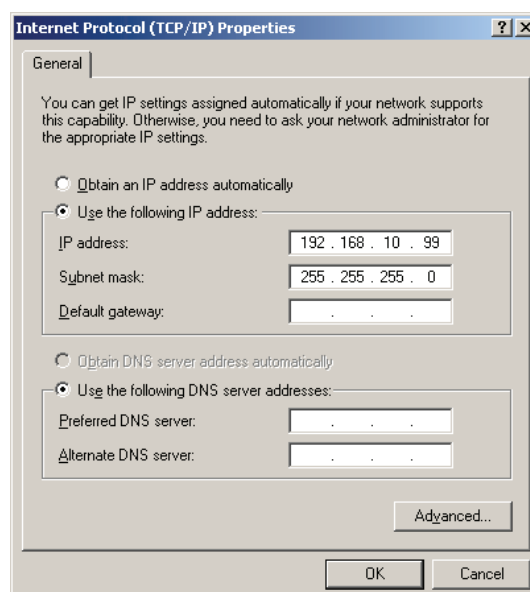 Internet Protocol (TCP/IP) Properties
General
You can get IP settings assigned automatically if your network supports
this capability. Otherwise, you need to ask your network administrator for
the appropriate IP settings.
Obtain an IP address automatically
Use the following IP address:
IP address: 192 . 168 . 10 . 99
Subnet mask: 255 . 255 . 255 . 0
Default gateway: . . .
Obtain DNS server address automatically
Use the following DNS server addresses:
Preferred DNS server: . . .
Alternate DNS server: . . .
Advanced...
OK Cancel